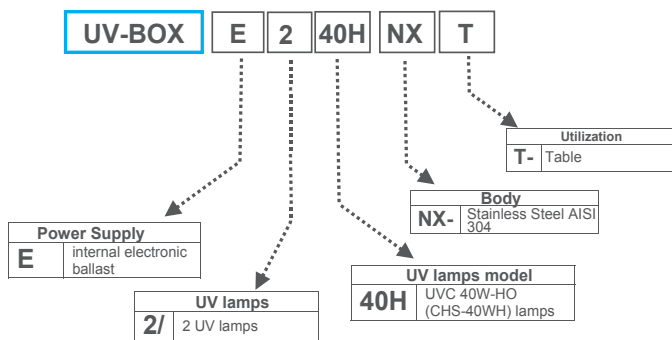 UV-BOX E 2 40H NX T
Utilization
T- Table
Body
NX- Stainless Steel AISI
304
Power Supply
E internal electronic
ballast
UV lamps model
40H UVC 40W-HO
(CHS-40WH) lamps
UV lamps
2/ 2 UV lamps